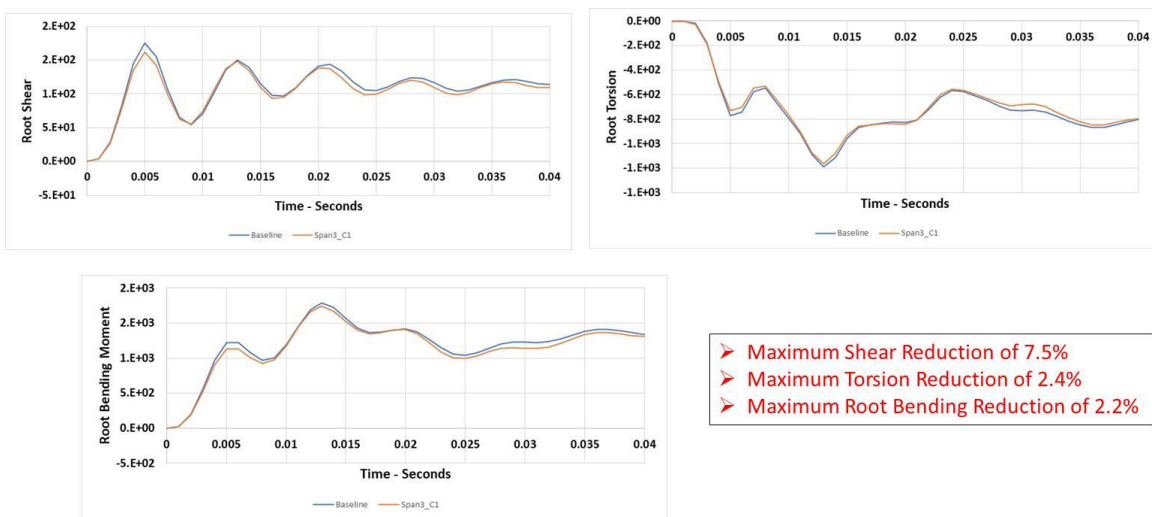 2.E+02
2.E+02
1.E+02
5.E+01
0.E+00
-5.E+01
0 0.005 0.01 0.015 0.02 0.025 0.03 0.035 0.04
Root Shear
Time - Seconds
Baseline Span3_C1
0.E+00
-2.E+02
-4.E+02
-6.E+02
-8.E+02
-1.E+03
-1.E+03
-1.E+03
0 0.005 0.01 0.015 0.02 0.025 0.03 0.035 0.04
Root Torsion
Time - Seconds
Baseline Span3_C1
2.E+03
2.E+03
1.E+03
5.E+02
0.E+00
-5.E+02
0 0.005 0.01 0.015 0.02 0.025 0.03 0.035 0.04
Root Bending Moment
Time - Seconds
Baseline Span3_C1
➢ Maximum Shear Reduction of 7.5%
➢ Maximum Torsion Reduction of 2.4%
➢ Maximum Root Bending Reduction of 2.2%